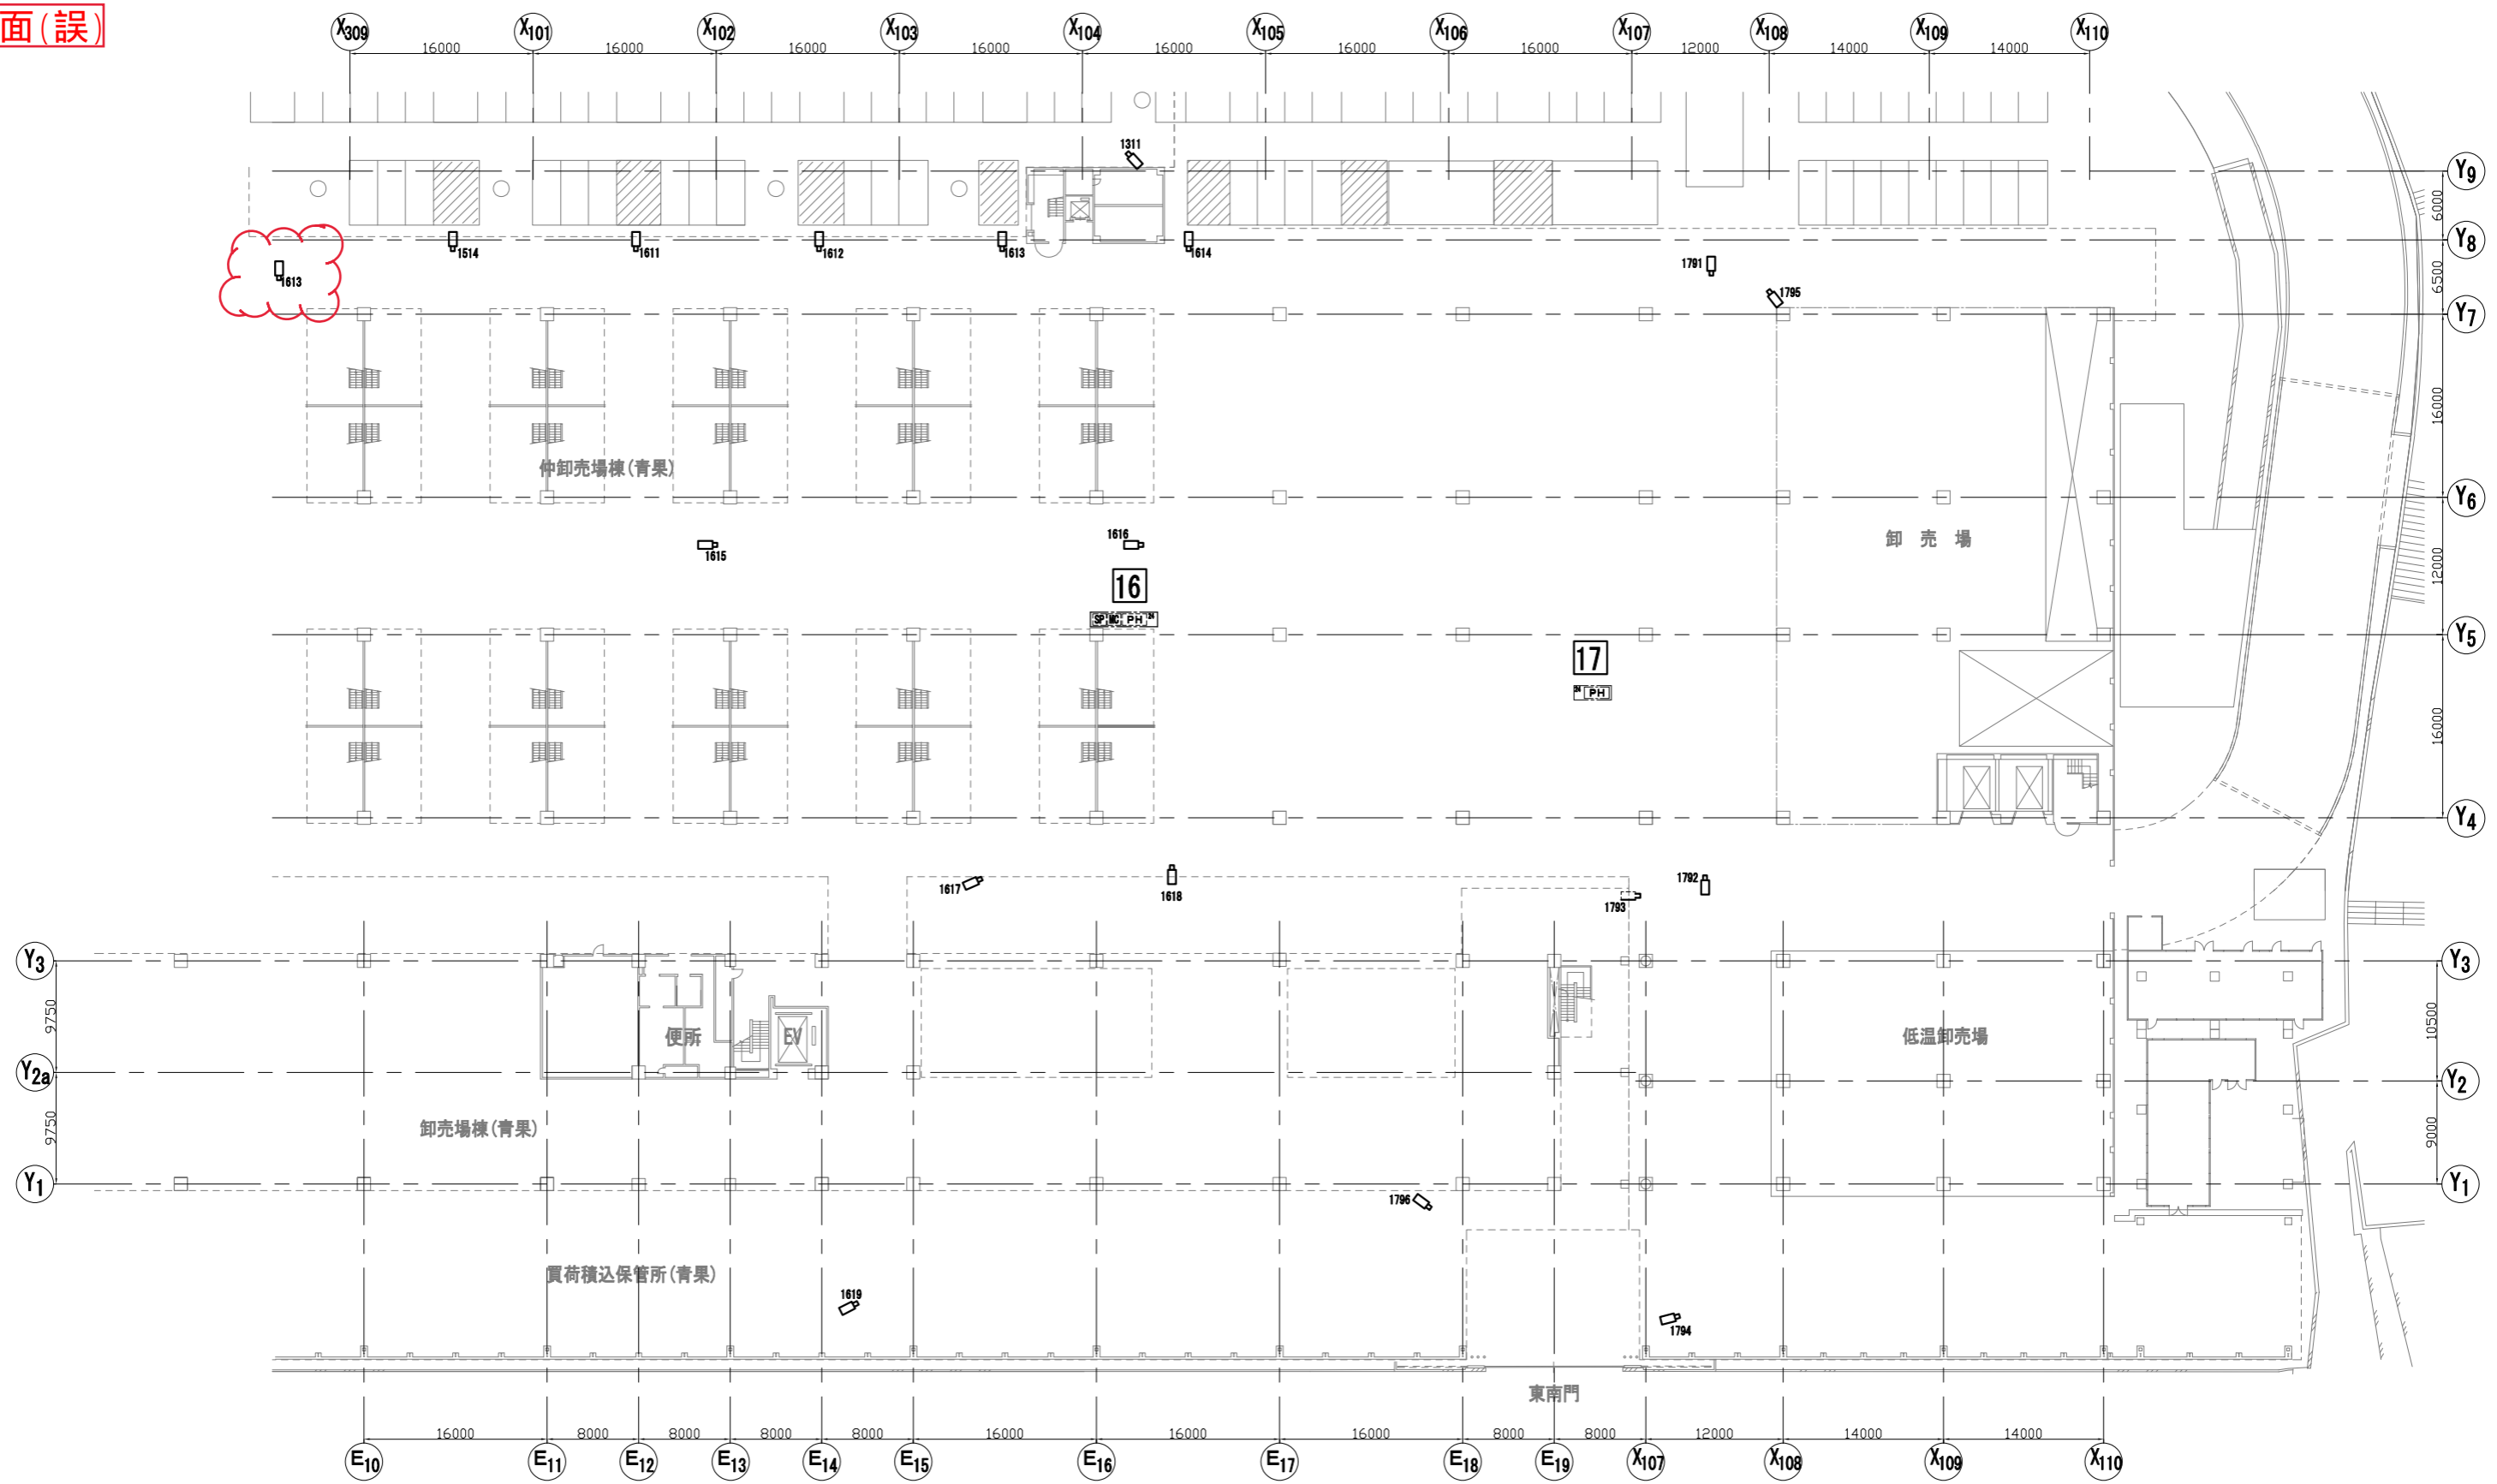 面(誤)
X309 X101 X102 X103 X104 X105 X106 X107 X108 X109 X110
16000 16000 16000 16000 16000 16000 16000 12000 14000 14000
1311
Y9
6000
1514 1611 1612 1613 1614
Y8
1613
1791
6500
1795
Y7
16000
仲卸売場棟(青果)
Y6
卸 売 場
1615
1616
12000
16
SP MC PH 24
Y5
17
24 PH
16000
Y4
1617
1618
1792
1793
Y3
Y3
9750
便所
EV
低温卸売場
10500
Y2a
Y2
9750
卸売場棟(青果)
9000
Y1
Y1
1796
買荷積込保管所(青果)
1619
1794
東南門
16000 8000 8000 8000 8000 16000 16000 16000 8000 8000 12000 14000 14000
E10 E11 E12 E13 E14 E15 E16 E17 E18 E19 X107 X108 X109 X110